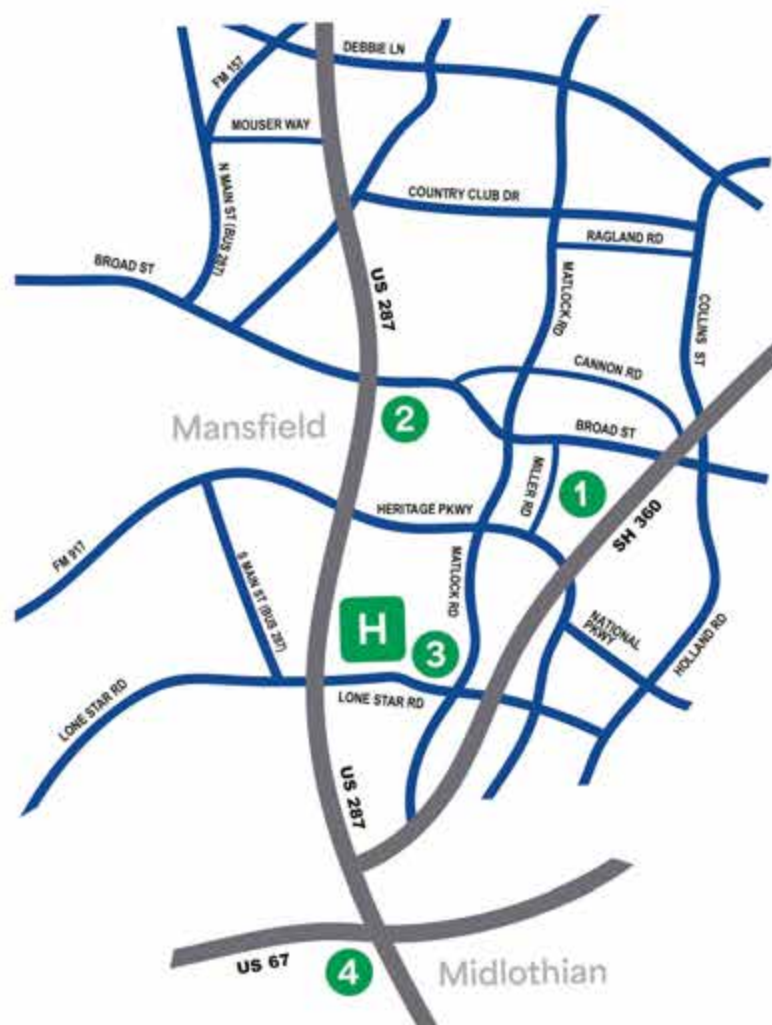 DEBBIE LN
FM 157
MOUSER WAY
N MAIN ST (BUS 287)
COUNTRY CLUB DR
RAGLAND RD
BROAD ST
US 287
MATLOCK RD
COLLINS ST
CANNON RD
Mansfield
2
BROAD ST
MILLER RD
1
HERITAGE PKWY
SH 360
FM 917
S MAIN ST (BUS 287)
MATLOCK RD
H
3
NATIONAL
PKWY
HOLLAND RD
LONE STAR RD
LONE STAR RD
US 287
US 67
4
Midlothian